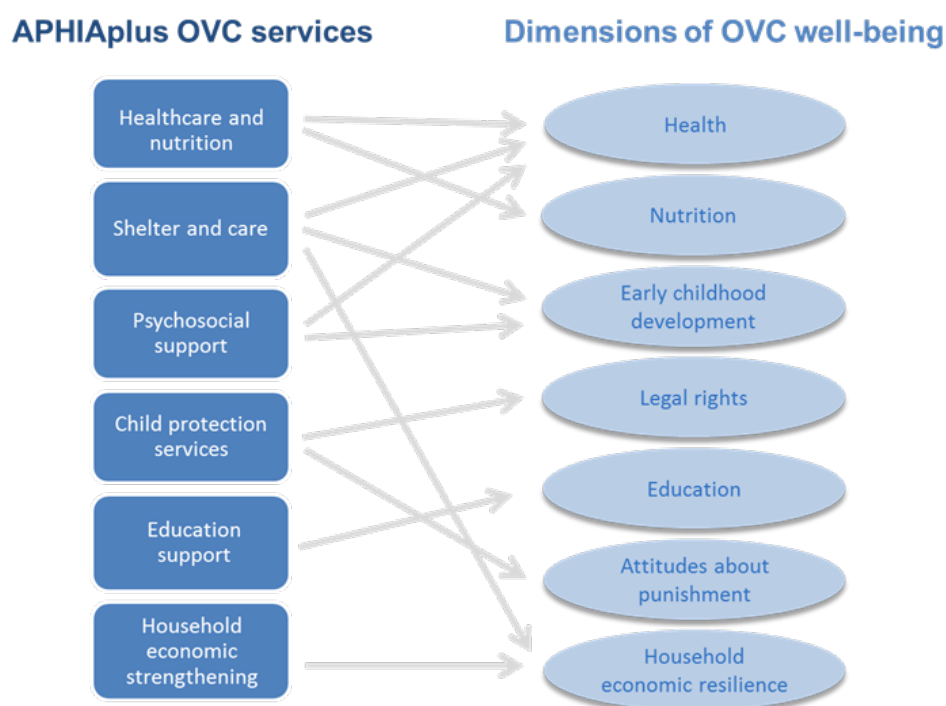 APHIAplus OVC services
Dimensions of OVC well-being
Healthcare and
nutrition
Shelter and care
Psychosocial
support
Child protection
services
Education
support
Household
economic
strengthening
Health
Nutrition
Early childhood
development
Legal rights
Education
Attitudes about
punishment
Household
economic resilience